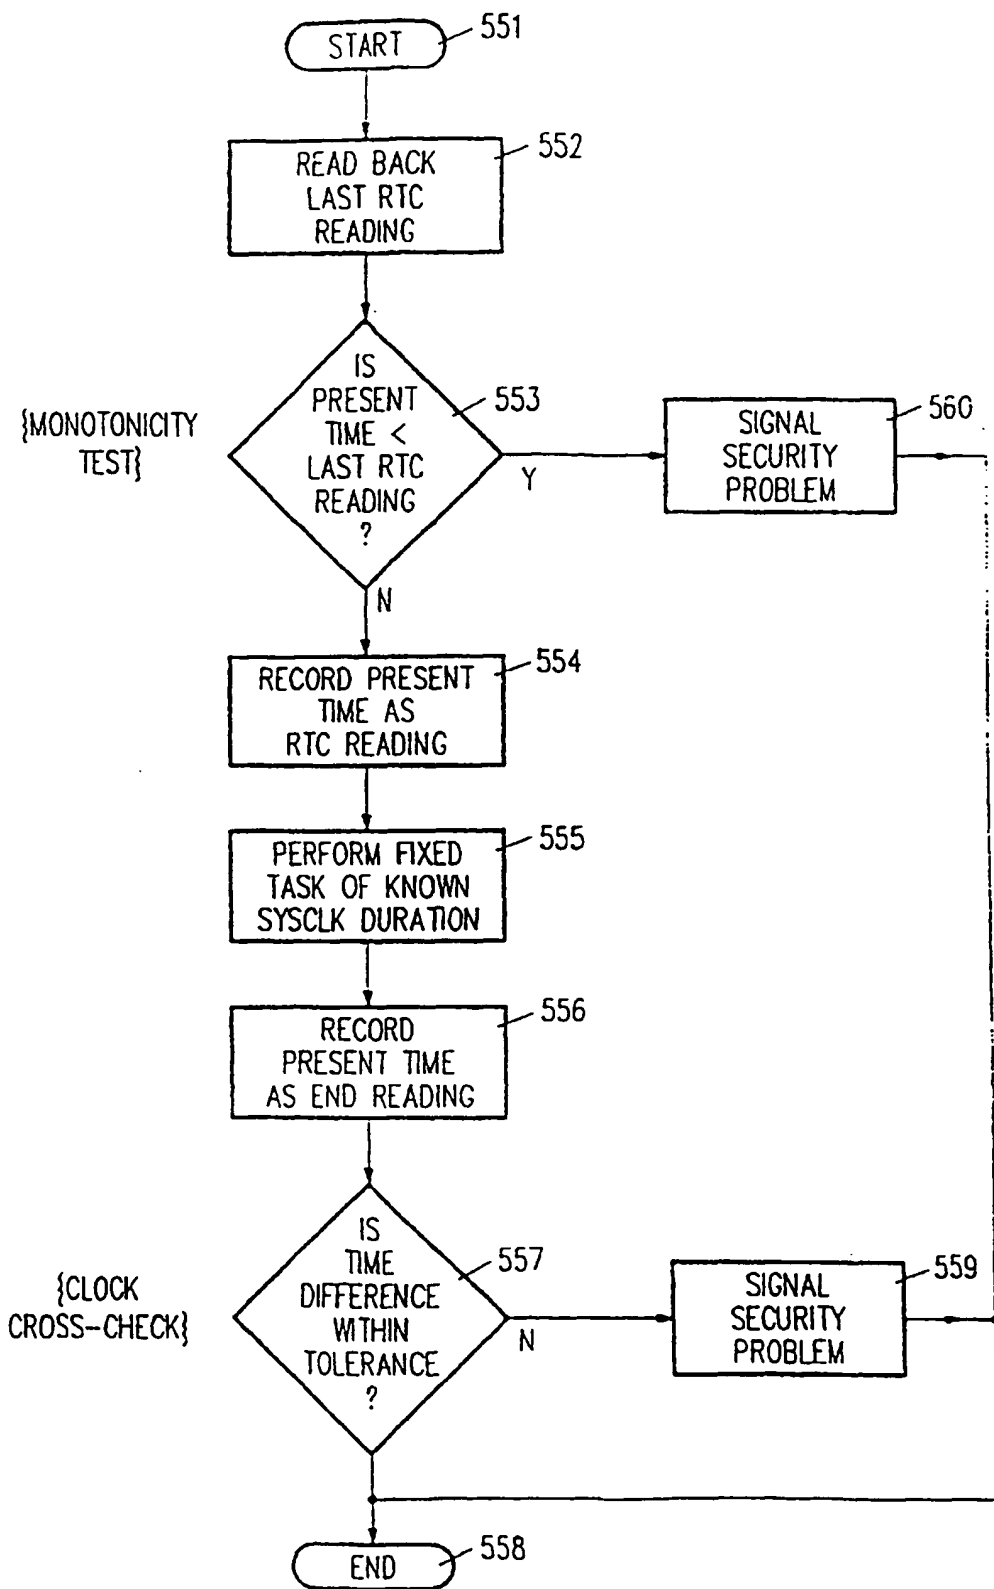 START
551
READ BACK
LAST RTC
READING
552
IS
PRESENT
TIME <
LAST RTC
READING
?
553
{MONOTONICITY
TEST}
Y
SIGNAL
SECURITY
PROBLEM
560
N
RECORD PRESENT
TIME AS
RTC READING
554
PERFORM FIXED
TASK OF KNOWN
SYSCLK DURATION
555
RECORD
PRESENT TIME
AS END READING
556
IS
TIME
DIFFERENCE
WITHIN
TOLERANCE
?
557
{CLOCK
CROSS-CHECK}
N
SIGNAL
SECURITY
PROBLEM
559
END
558